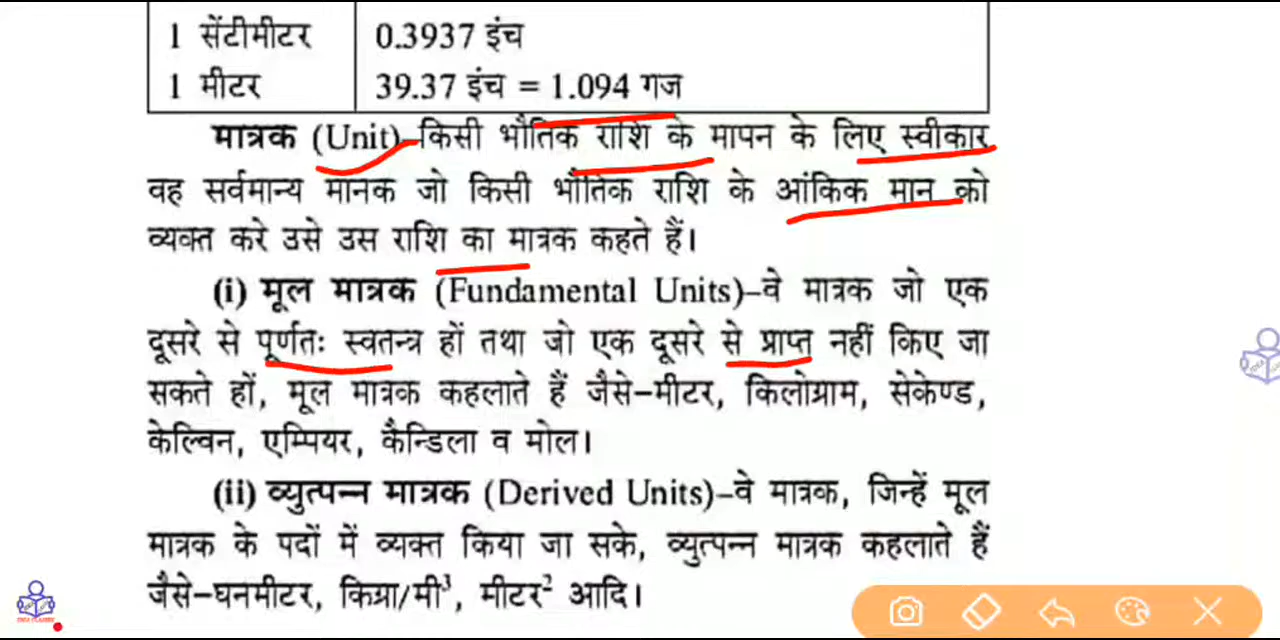 1 सेंटीमीटर 0.3937 इंच
1 मीटर 39.37 इंच = 1.094 गज
मात्रक (Unit)–किसी भौतिक राशि के मापन के लिए स्वीकार
वह सर्वमान्य मानक जो किसी भौतिक राशि के आंकिक मान को
व्यक्त करे उसे उस राशि का मात्रक कहते हैं।
(i) मूल मात्रक (Fundamental Units)–वे मात्रक जो एक
दूसरे से पूर्णतः स्वतन्त्र हों तथा जो एक दूसरे से प्राप्त नहीं किए जा
सकते हों, मूल मात्रक कहलाते हैं जैसे–मीटर, किलोग्राम, सेकेण्ड,
केल्विन, एम्पियर, कैन्डिला व मोल।
(ii) व्युत्पन्न मात्रक (Derived Units)–वे मात्रक, जिन्हें मूल
मात्रक के पदों में व्यक्त किया जा सके, व्युत्पन्न मात्रक कहलाते हैं
जैसे–घनमीटर, किग्रा/मी³, मीटर² आदि।